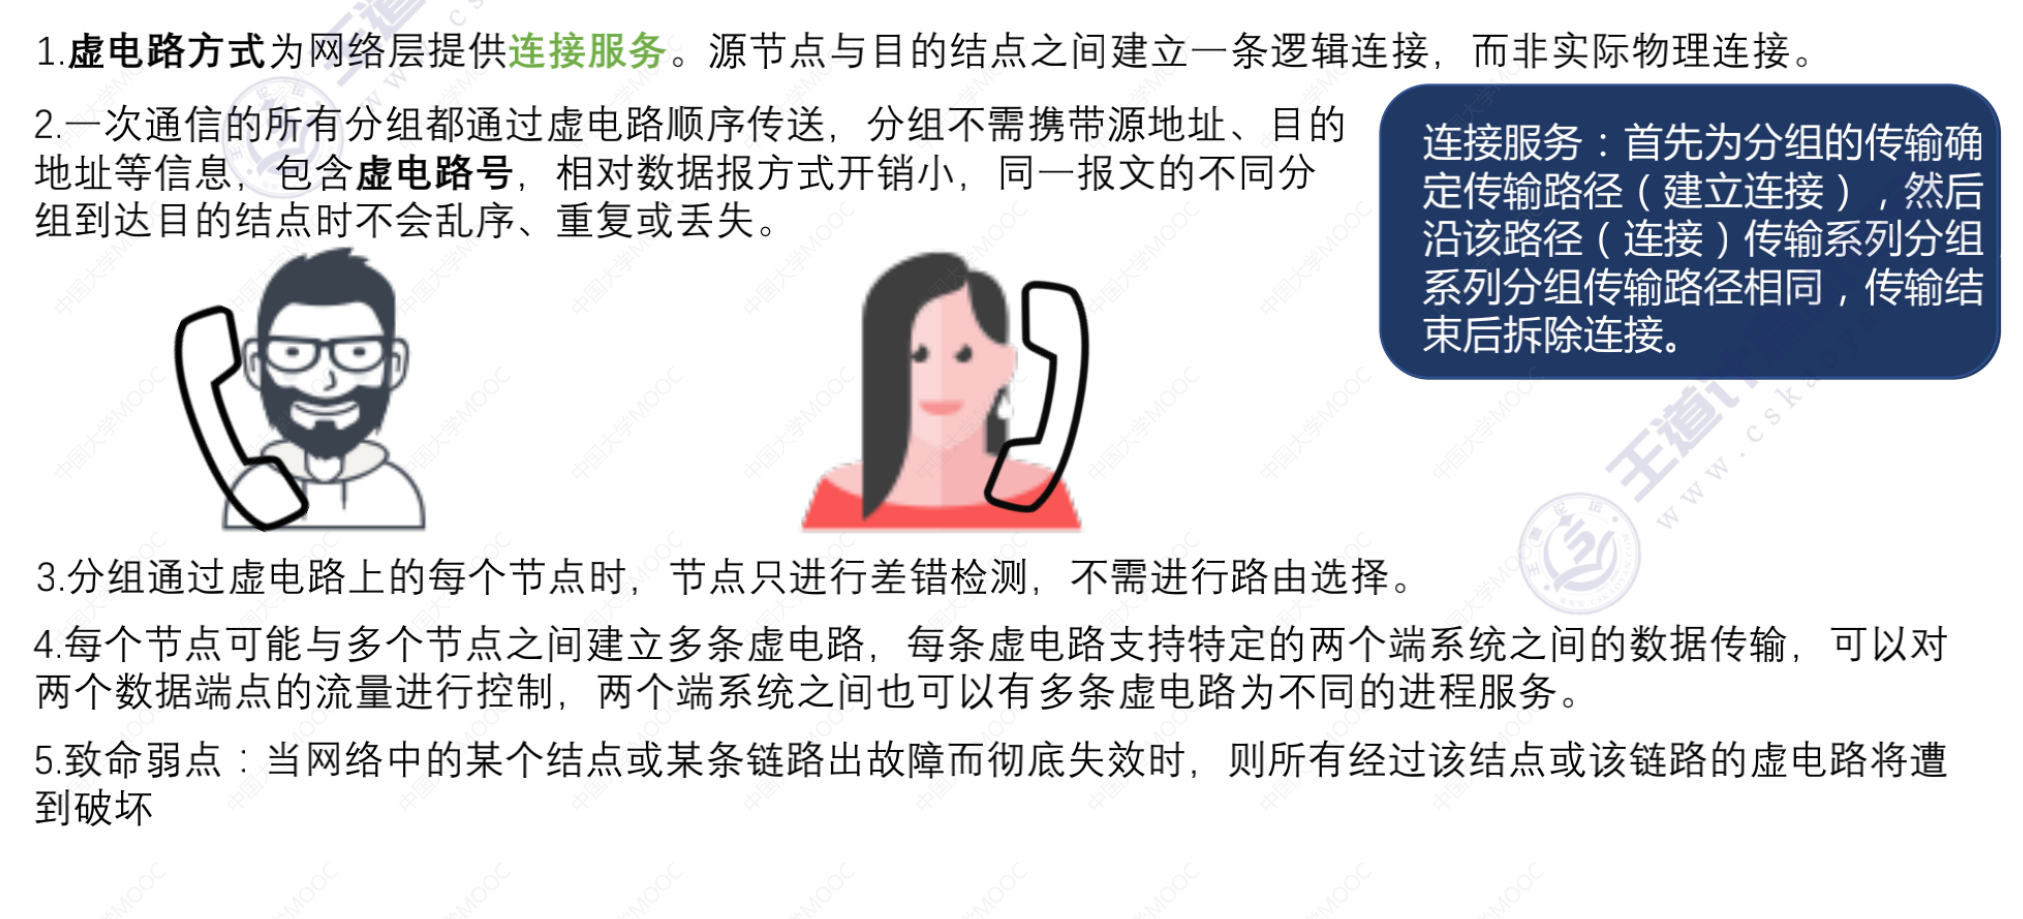 1.虚电路方式为网络层提供连接服务。源节点与目的结点之间建立一条逻辑连接，而非实际物理连接。
2.一次通信的所有分组都通过虚电路顺序传送，分组不需携带源地址、目的
地址等信息，包含虚电路号，相对数据报方式开销小，同一报文的不同分
组到达目的结点时不会乱序、重复或丢失。
连接服务：首先为分组的传输确
定传输路径（建立连接），然后
沿该路径（连接）传输系列分组
系列分组传输路径相同，传输结
束后拆除连接。
3.分组通过虚电路上的每个节点时，节点只进行差错检测，不需进行路由选择。
4.每个节点可能与多个节点之间建立多条虚电路，每条虚电路支持特定的两个端系统之间的数据传输，可以对
两个数据端点的流量进行控制，两个端系统之间也可以有多条虚电路为不同的进程服务。
5.致命弱点：当网络中的某个结点或某条链路出故障而彻底失效时，则所有经过该结点或该链路的虚电路将遭
到破坏
中国大学MOOC